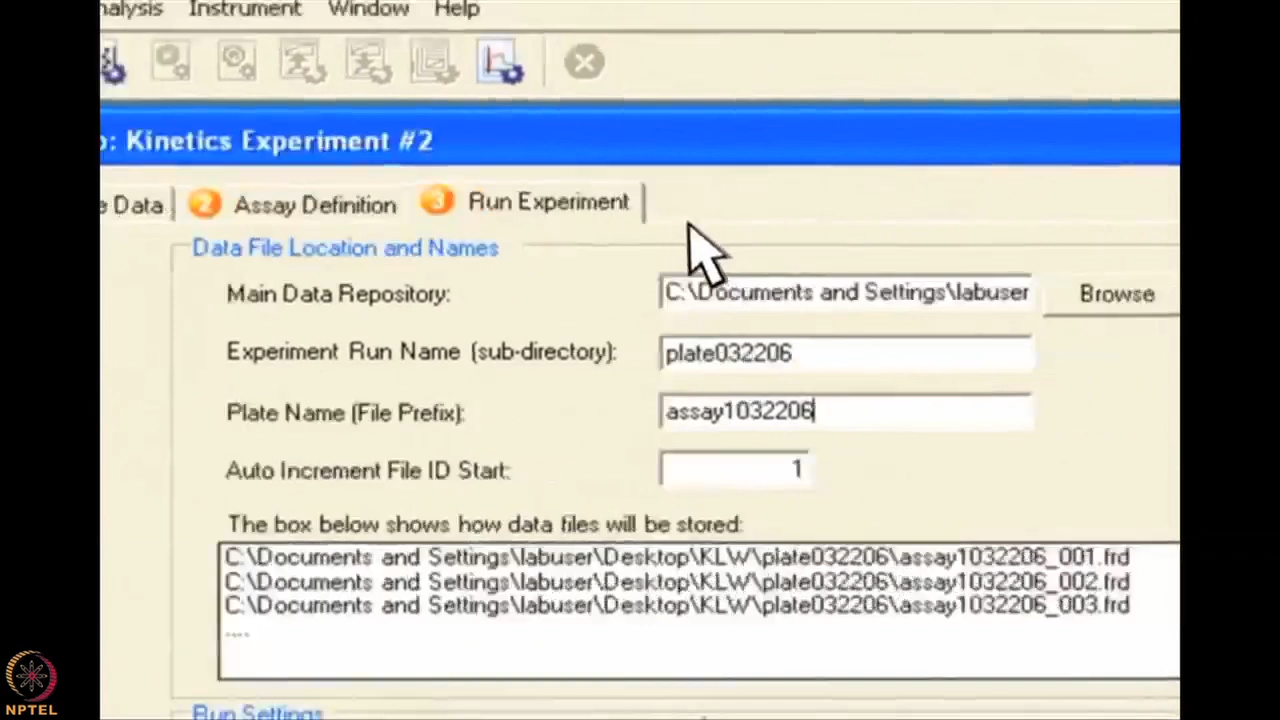 nalysis Instrument Window Help
p: Kinetics Experiment #2
e Data 2 Assay Definition 3 Run Experiment
Data File Location and Names
Main Data Repository: C:\Documents and Settings\labuser Browse
Experiment Run Name (sub-directory): plate032206
Plate Name (File Prefix): assay1032206
Auto Increment File ID Start: 1
The box below shows how data files will be stored:
C:\Documents and Settings\labuser\Desktop\KLW\plate032206\assay1032206_001.frd
C:\Documents and Settings\labuser\Desktop\KLW\plate032206\assay1032206_002.frd
C:\Documents and Settings\labuser\Desktop\KLW\plate032206\assay1032206_003.frd
....
Run Settings
NPTEL